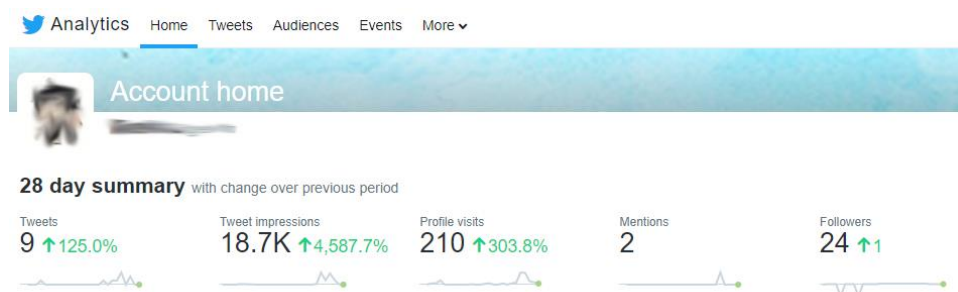 Analytics Home Tweets Audiences Events More
Account home
28 day summary with change over previous period
Tweets Tweet impressions Profile visits Mentions Followers
9 ↑125.0% 18.7K ↑4,587.7% 210 ↑303.8% 2 24 ↑1